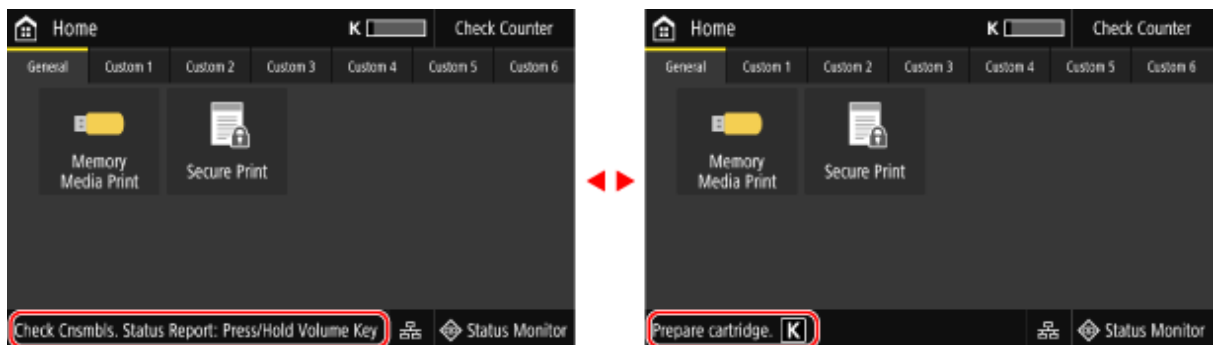 Home K Check Counter
General Custom 1 Custom 2 Custom 3 Custom 4 Custom 5 Custom 6
Memory
Media Print
Secure Print
Check Cnsmbls. Status Report: Press/Hold Volume Key Status Monitor
Home K Check Counter
General Custom 1 Custom 2 Custom 3 Custom 4 Custom 5 Custom 6
Memory
Media Print
Secure Print
Prepare cartridge. K Status Monitor